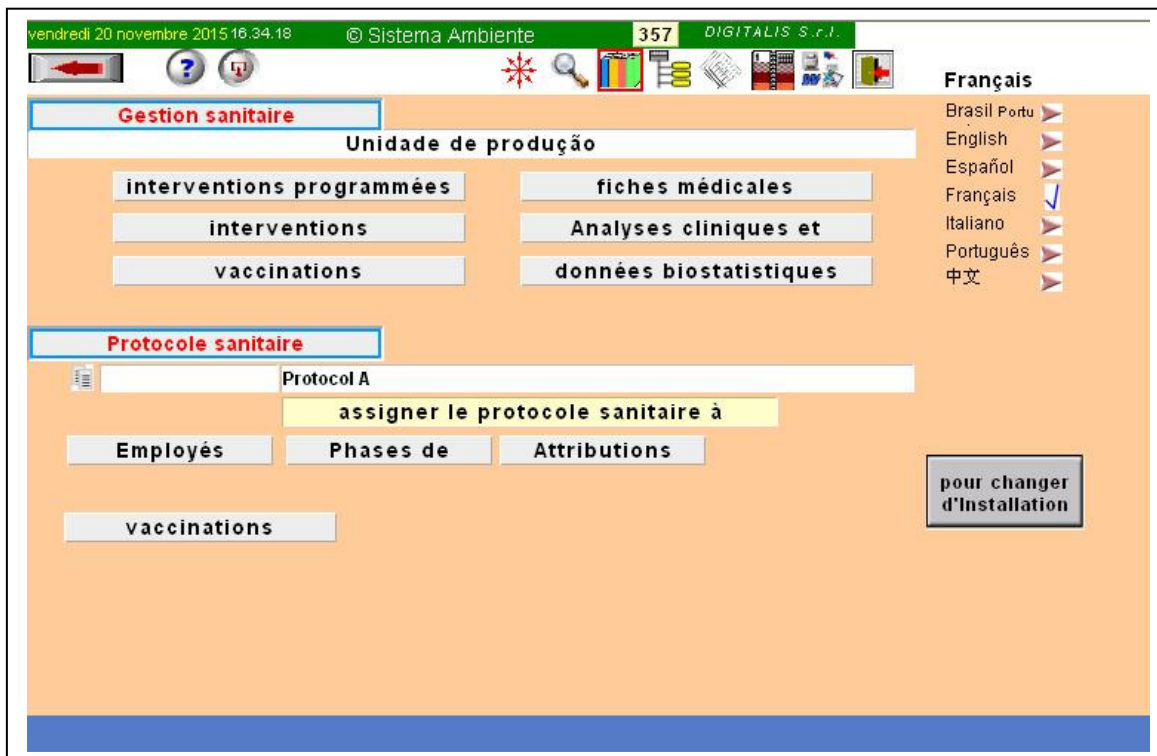 vendredi 20 novembre 2015 16.34.18 © Sistema Ambiente 357 DIGITALIS S.r.l.
?
Français
Gestion sanitaire
Unidade de produção
interventions programmées fiches médicales
interventions Analyses cliniques et
vaccinations données biostatistiques
Brasil Portu
English
Español
Français
Italiano
Português
中文
Protocole sanitaire
Protocol A
assigner le protocole sanitaire à
Employés Phases de Attributions
pour changer
d'Installation
vaccinations